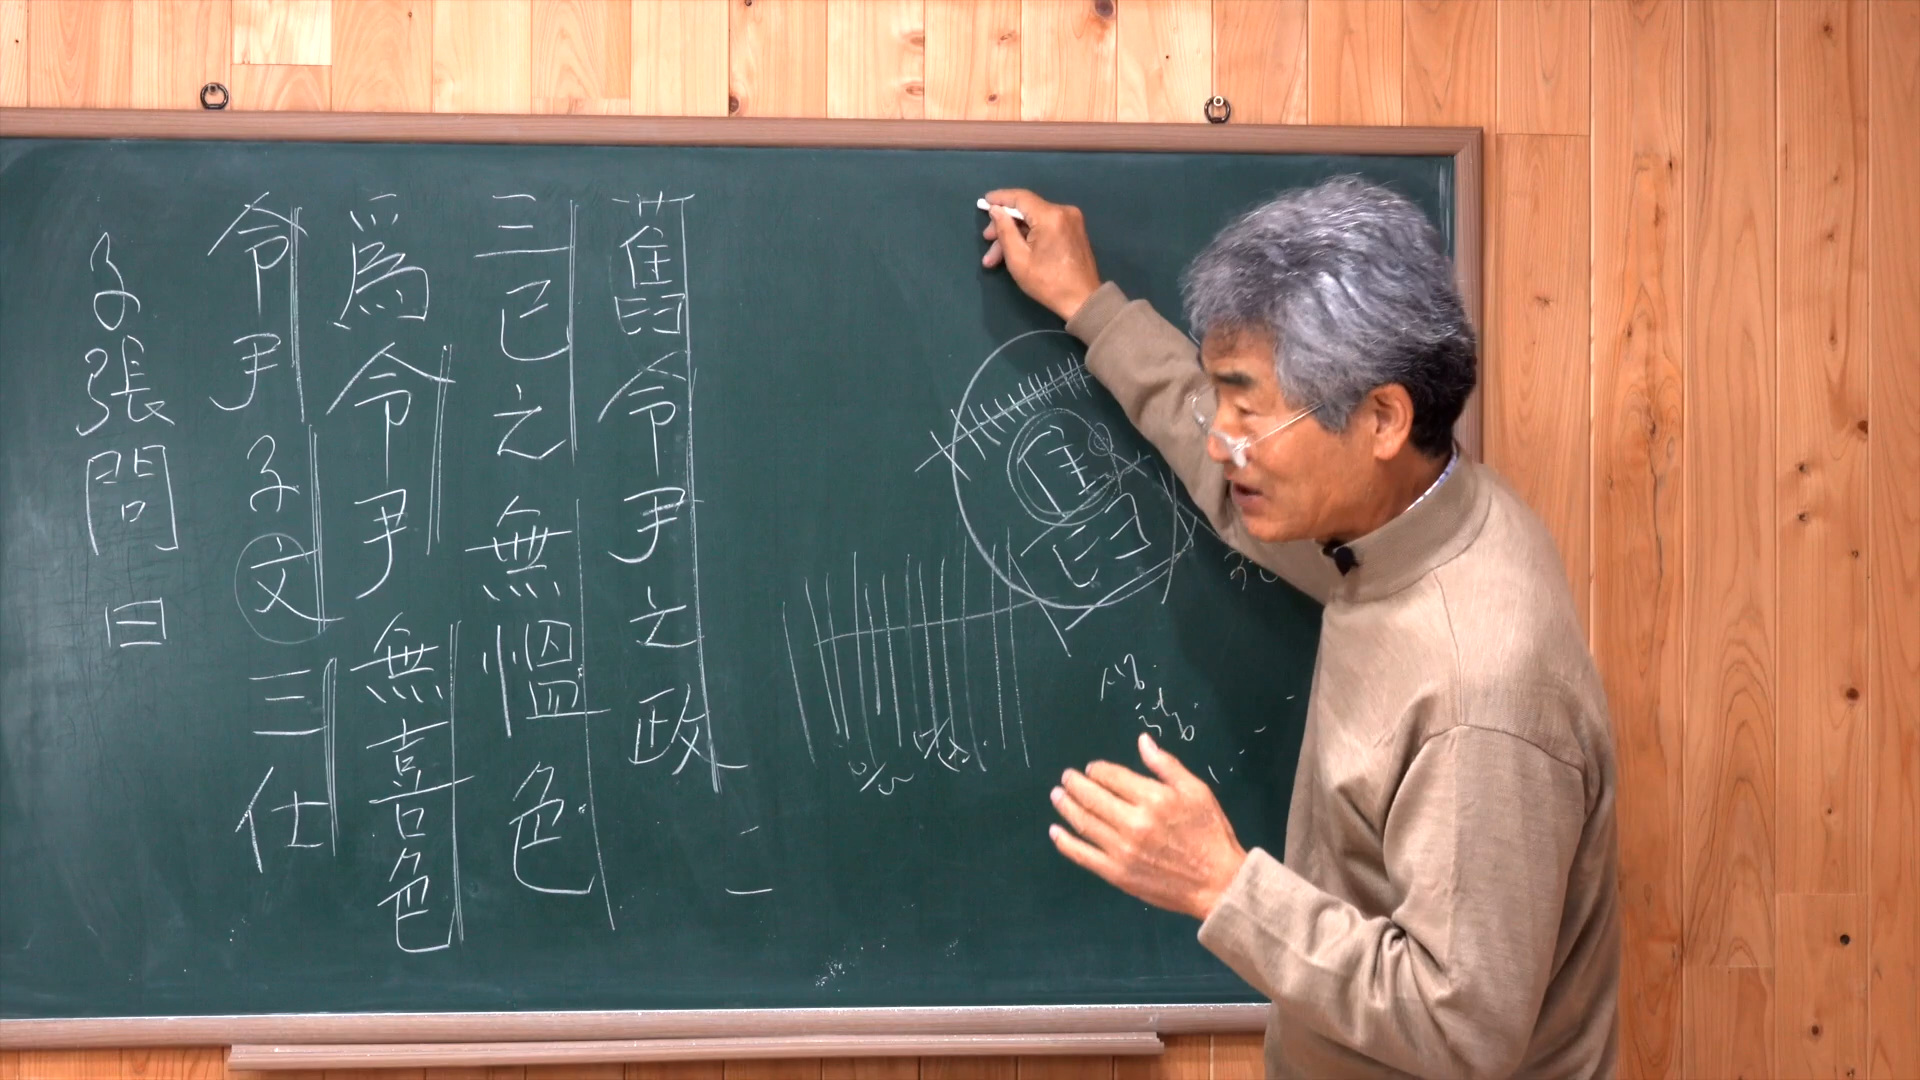 子張問曰
令尹子文三仕
爲令尹無喜色
三已之無慍色
舊令尹之政